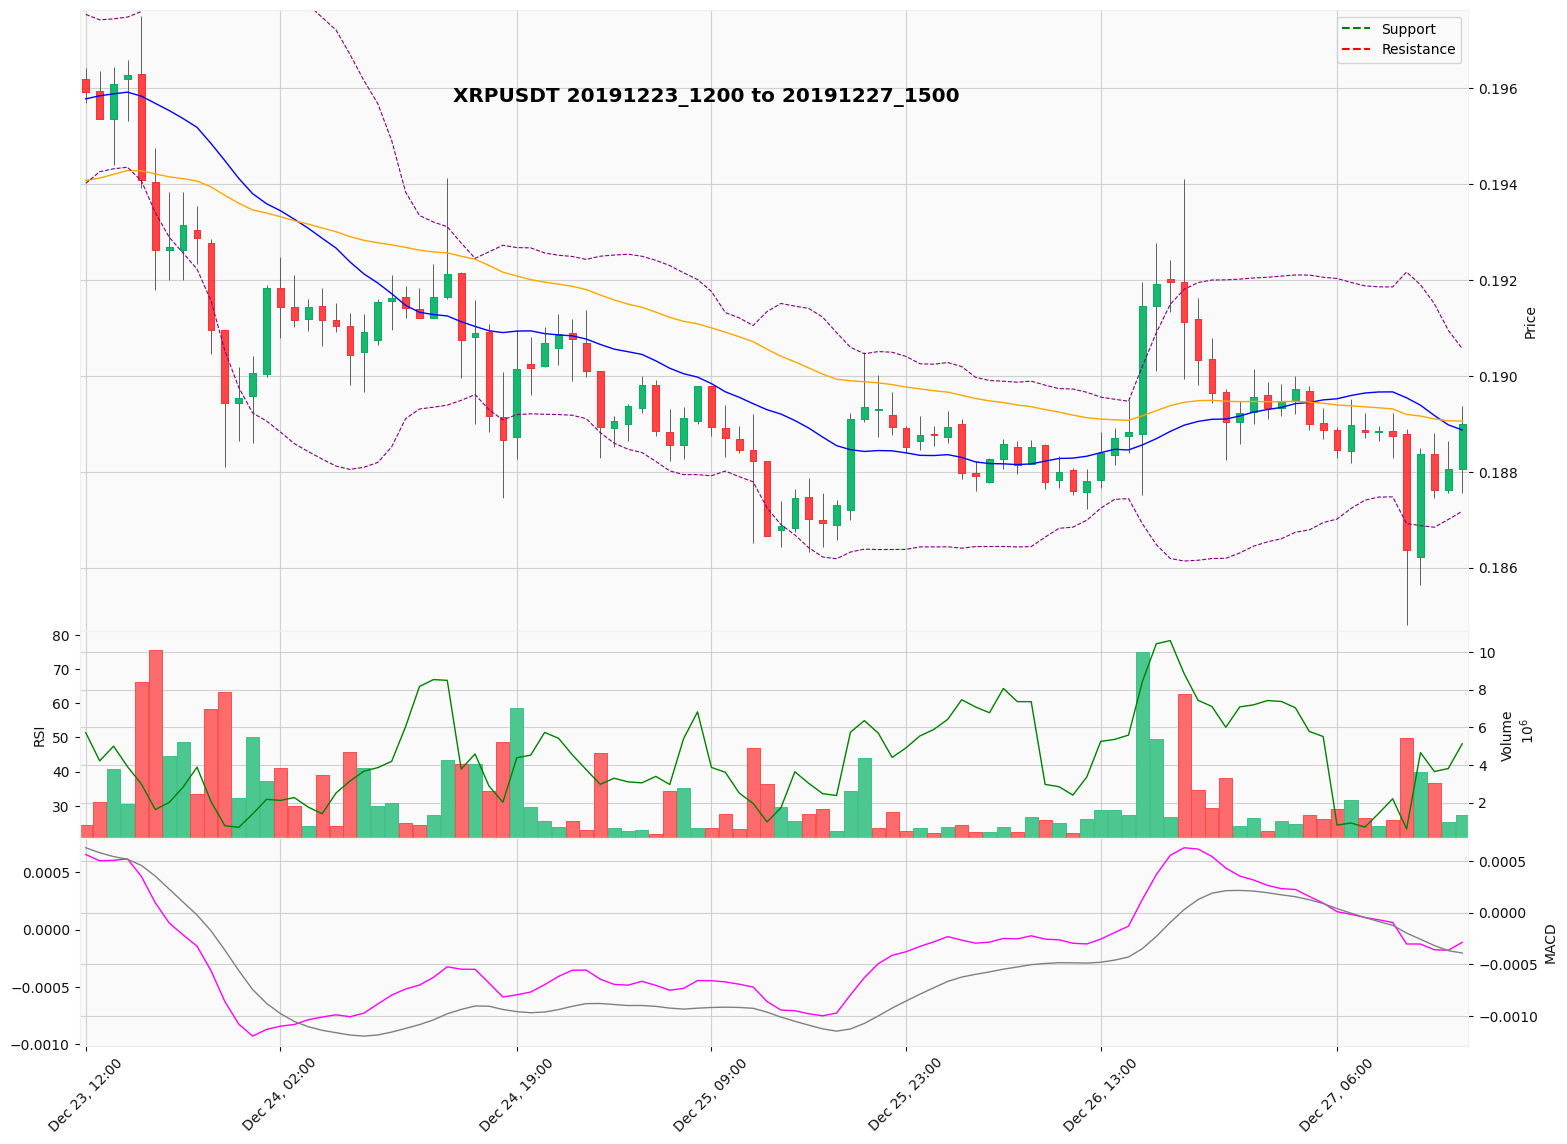 XRPUSDT 20191223_1200 to 20191227_1500
Support
Resistance
0.196
0.194
0.192
0.190
0.188
0.186
Price
80
70
60
50
40
30
RSI
10
8
6
4
2
Volume
10^6
0.0005
0.0000
−0.0005
−0.0010
0.0005
0.0000
−0.0005
−0.0010
MACD
Dec 23, 12:00
Dec 24, 02:00
Dec 24, 19:00
Dec 25, 09:00
Dec 25, 23:00
Dec 26, 13:00
Dec 27, 06:00